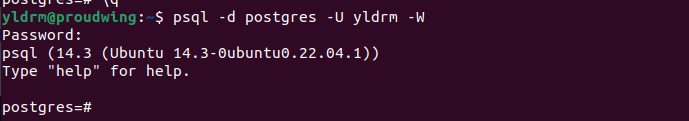 postgres=# \q
yldrm@proudwing:~$ psql -d postgres -U yldrm -W
Password:
psql (14.3 (Ubuntu 14.3-0ubuntu0.22.04.1))
Type "help" for help.
postgres=#